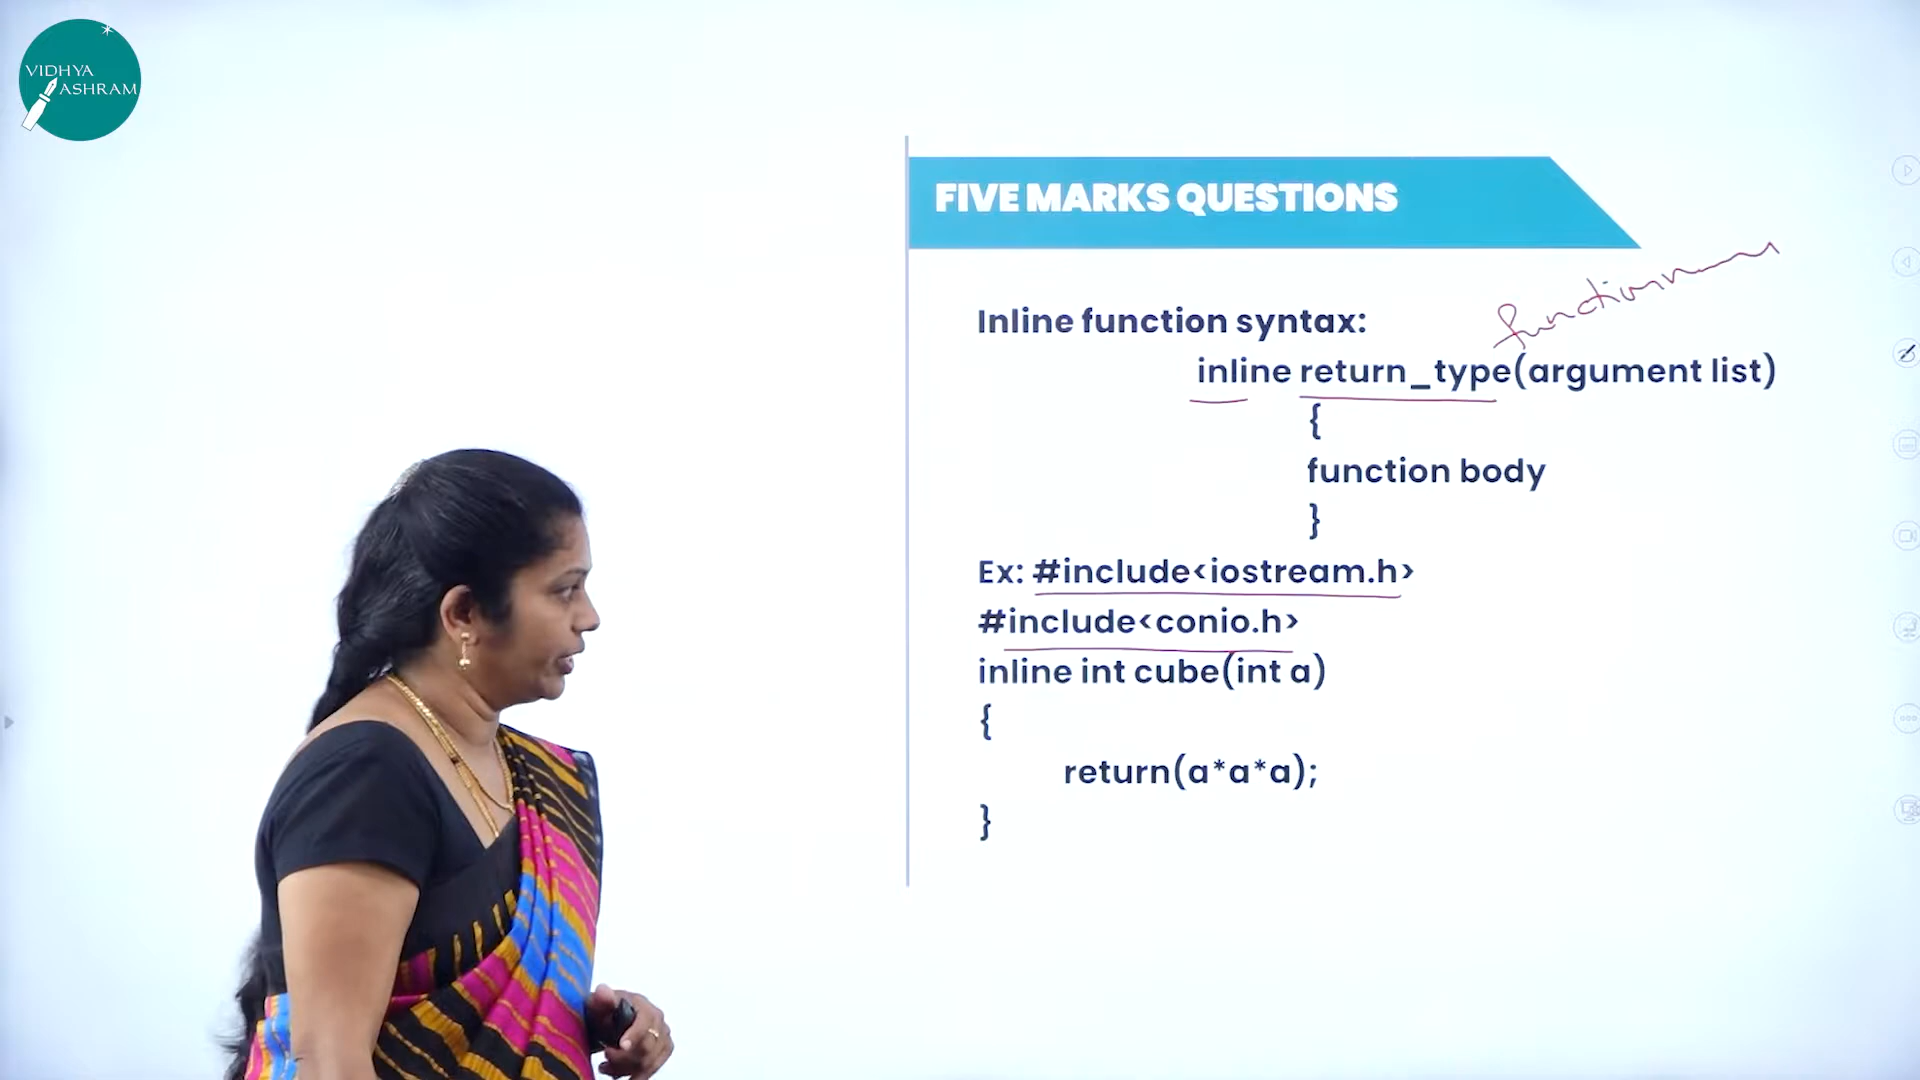 VIDHYA
ASHRAM
FIVE MARKS QUESTIONS
Inline function syntax:
function
inline return_type(argument list)
{
function body
}
Ex: #include<iostream.h>
#include<conio.h>
inline int cube(int a)
{
return(a*a*a);
}